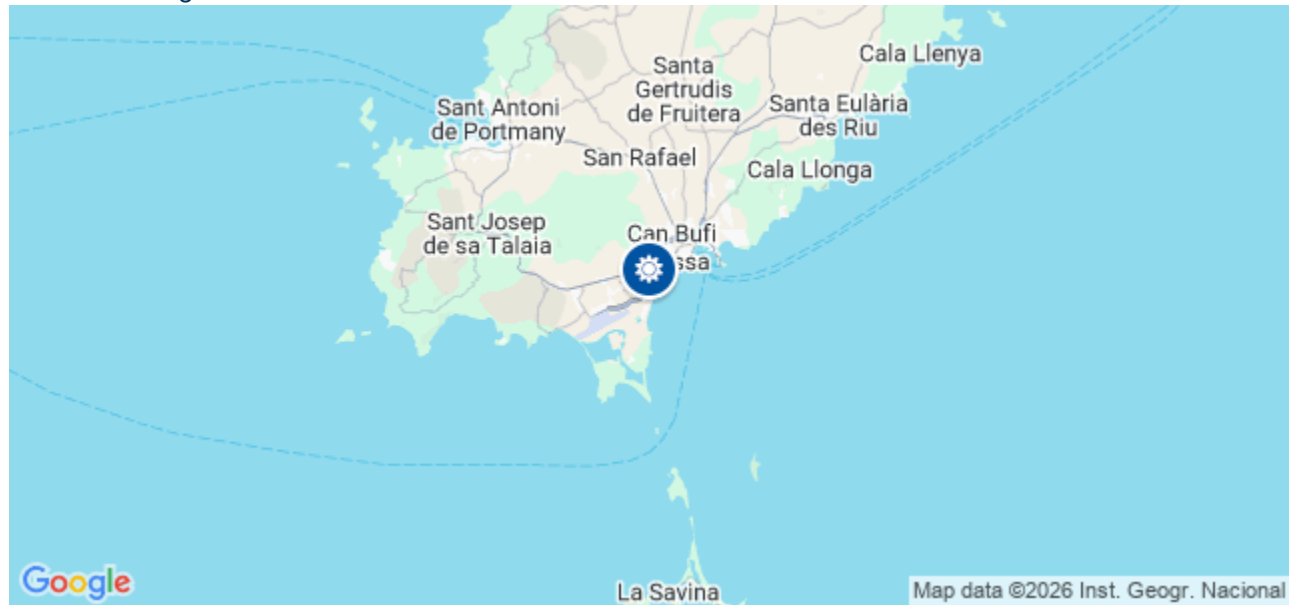 Cala Llenya
Santa
Gertrudis
de Fruitera
Sant Antoni
de Portmany
Santa Eulària
des Riu
San Rafael
Cala Llonga
Sant Josep
de sa Talaia
Can Bufi
ssa
La Savina
Google
Map data ©2026 Inst. Geogr. Nacional